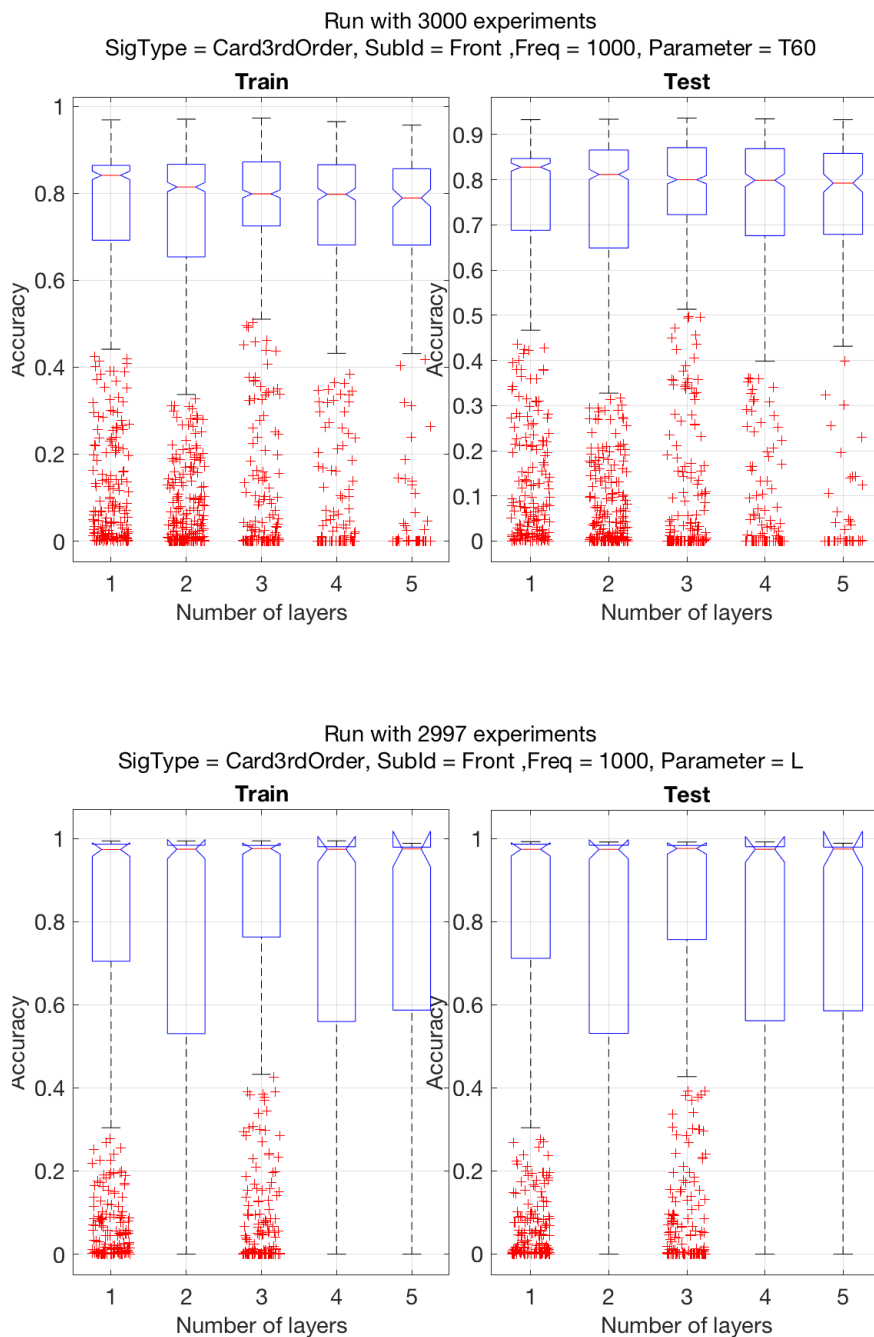 Run with 3000 experiments
SigType = Card3rdOrder, SubId = Front ,Freq = 1000, Parameter = T60
Train
Test
1
0.8
0.6
0.4
0.2
0
Accuracy
1 2 3 4 5
Number of layers
0.9
0.8
0.7
0.6
0.5
0.4
0.3
0.2
0.1
0
Accuracy
1 2 3 4 5
Number of layers
Run with 2997 experiments
SigType = Card3rdOrder, SubId = Front ,Freq = 1000, Parameter = L
Train
Test
1
0.8
0.6
0.4
0.2
0
Accuracy
1 2 3 4 5
Number of layers
1
0.8
0.6
0.4
0.2
0
Accuracy
1 2 3 4 5
Number of layers